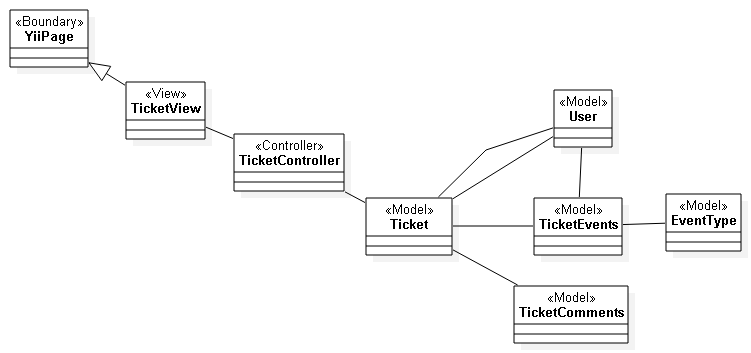 «Boundary»
YiiPage
«View»
TicketView
«Controller»
TicketController
«Model»
User
«Model»
Ticket
«Model»
TicketEvents
«Model»
EventType
«Model»
TicketComments